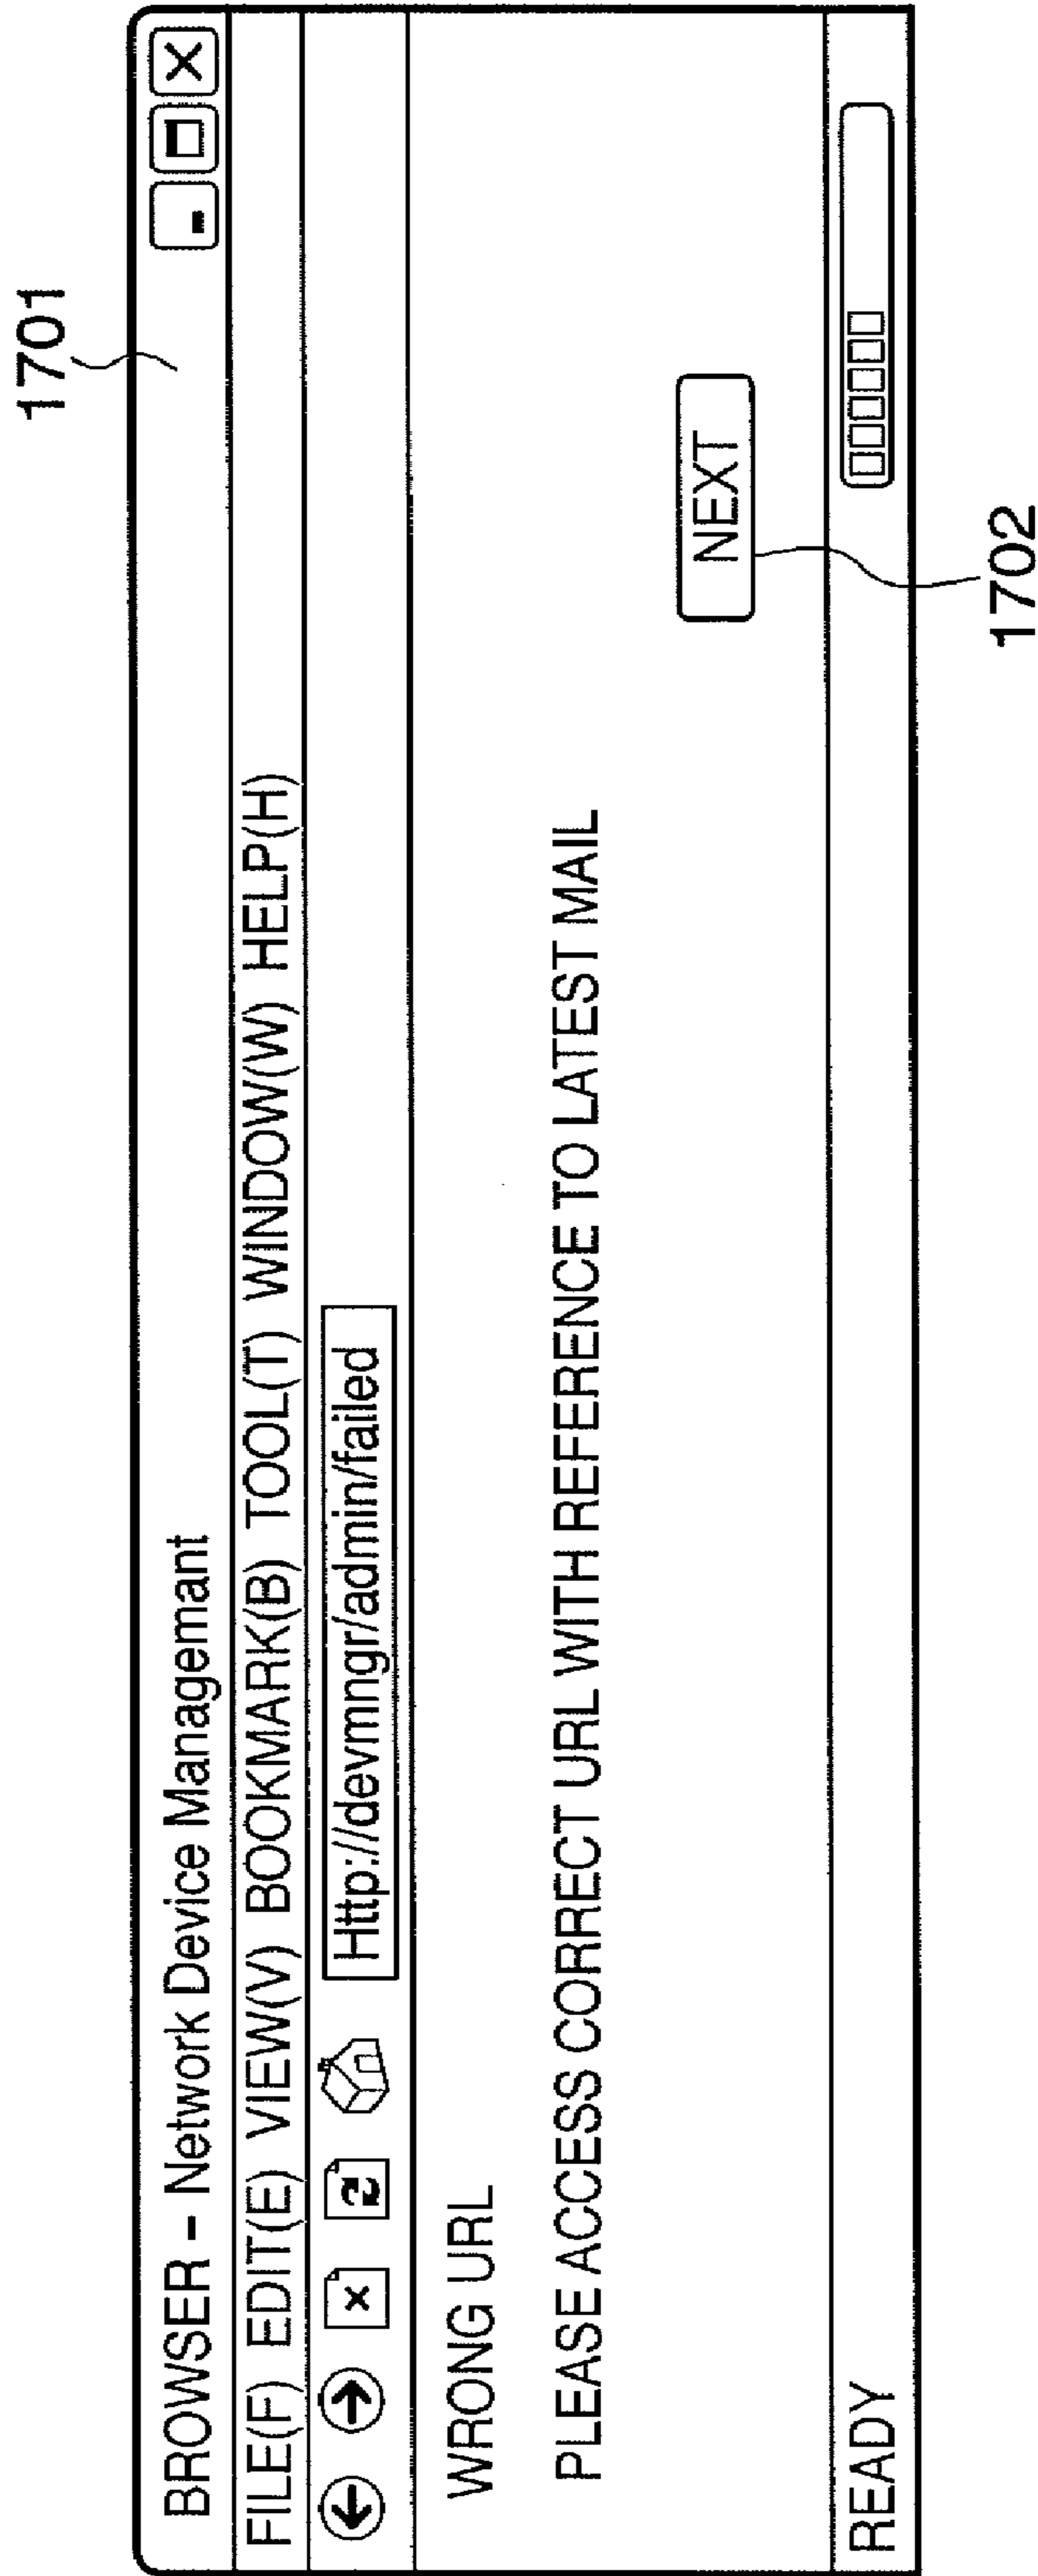 1701
BROWSER - Network Device Managemant
FILE(F) EDIT(E) VIEW(V) BOOKMARK(B) TOOL(T) WINDOW(W) HELP(H)
Http://devmngr/admin/failed
WRONG URL
PLEASE ACCESS CORRECT URL WITH REFERENCE TO LATEST MAIL
NEXT
READY
1702